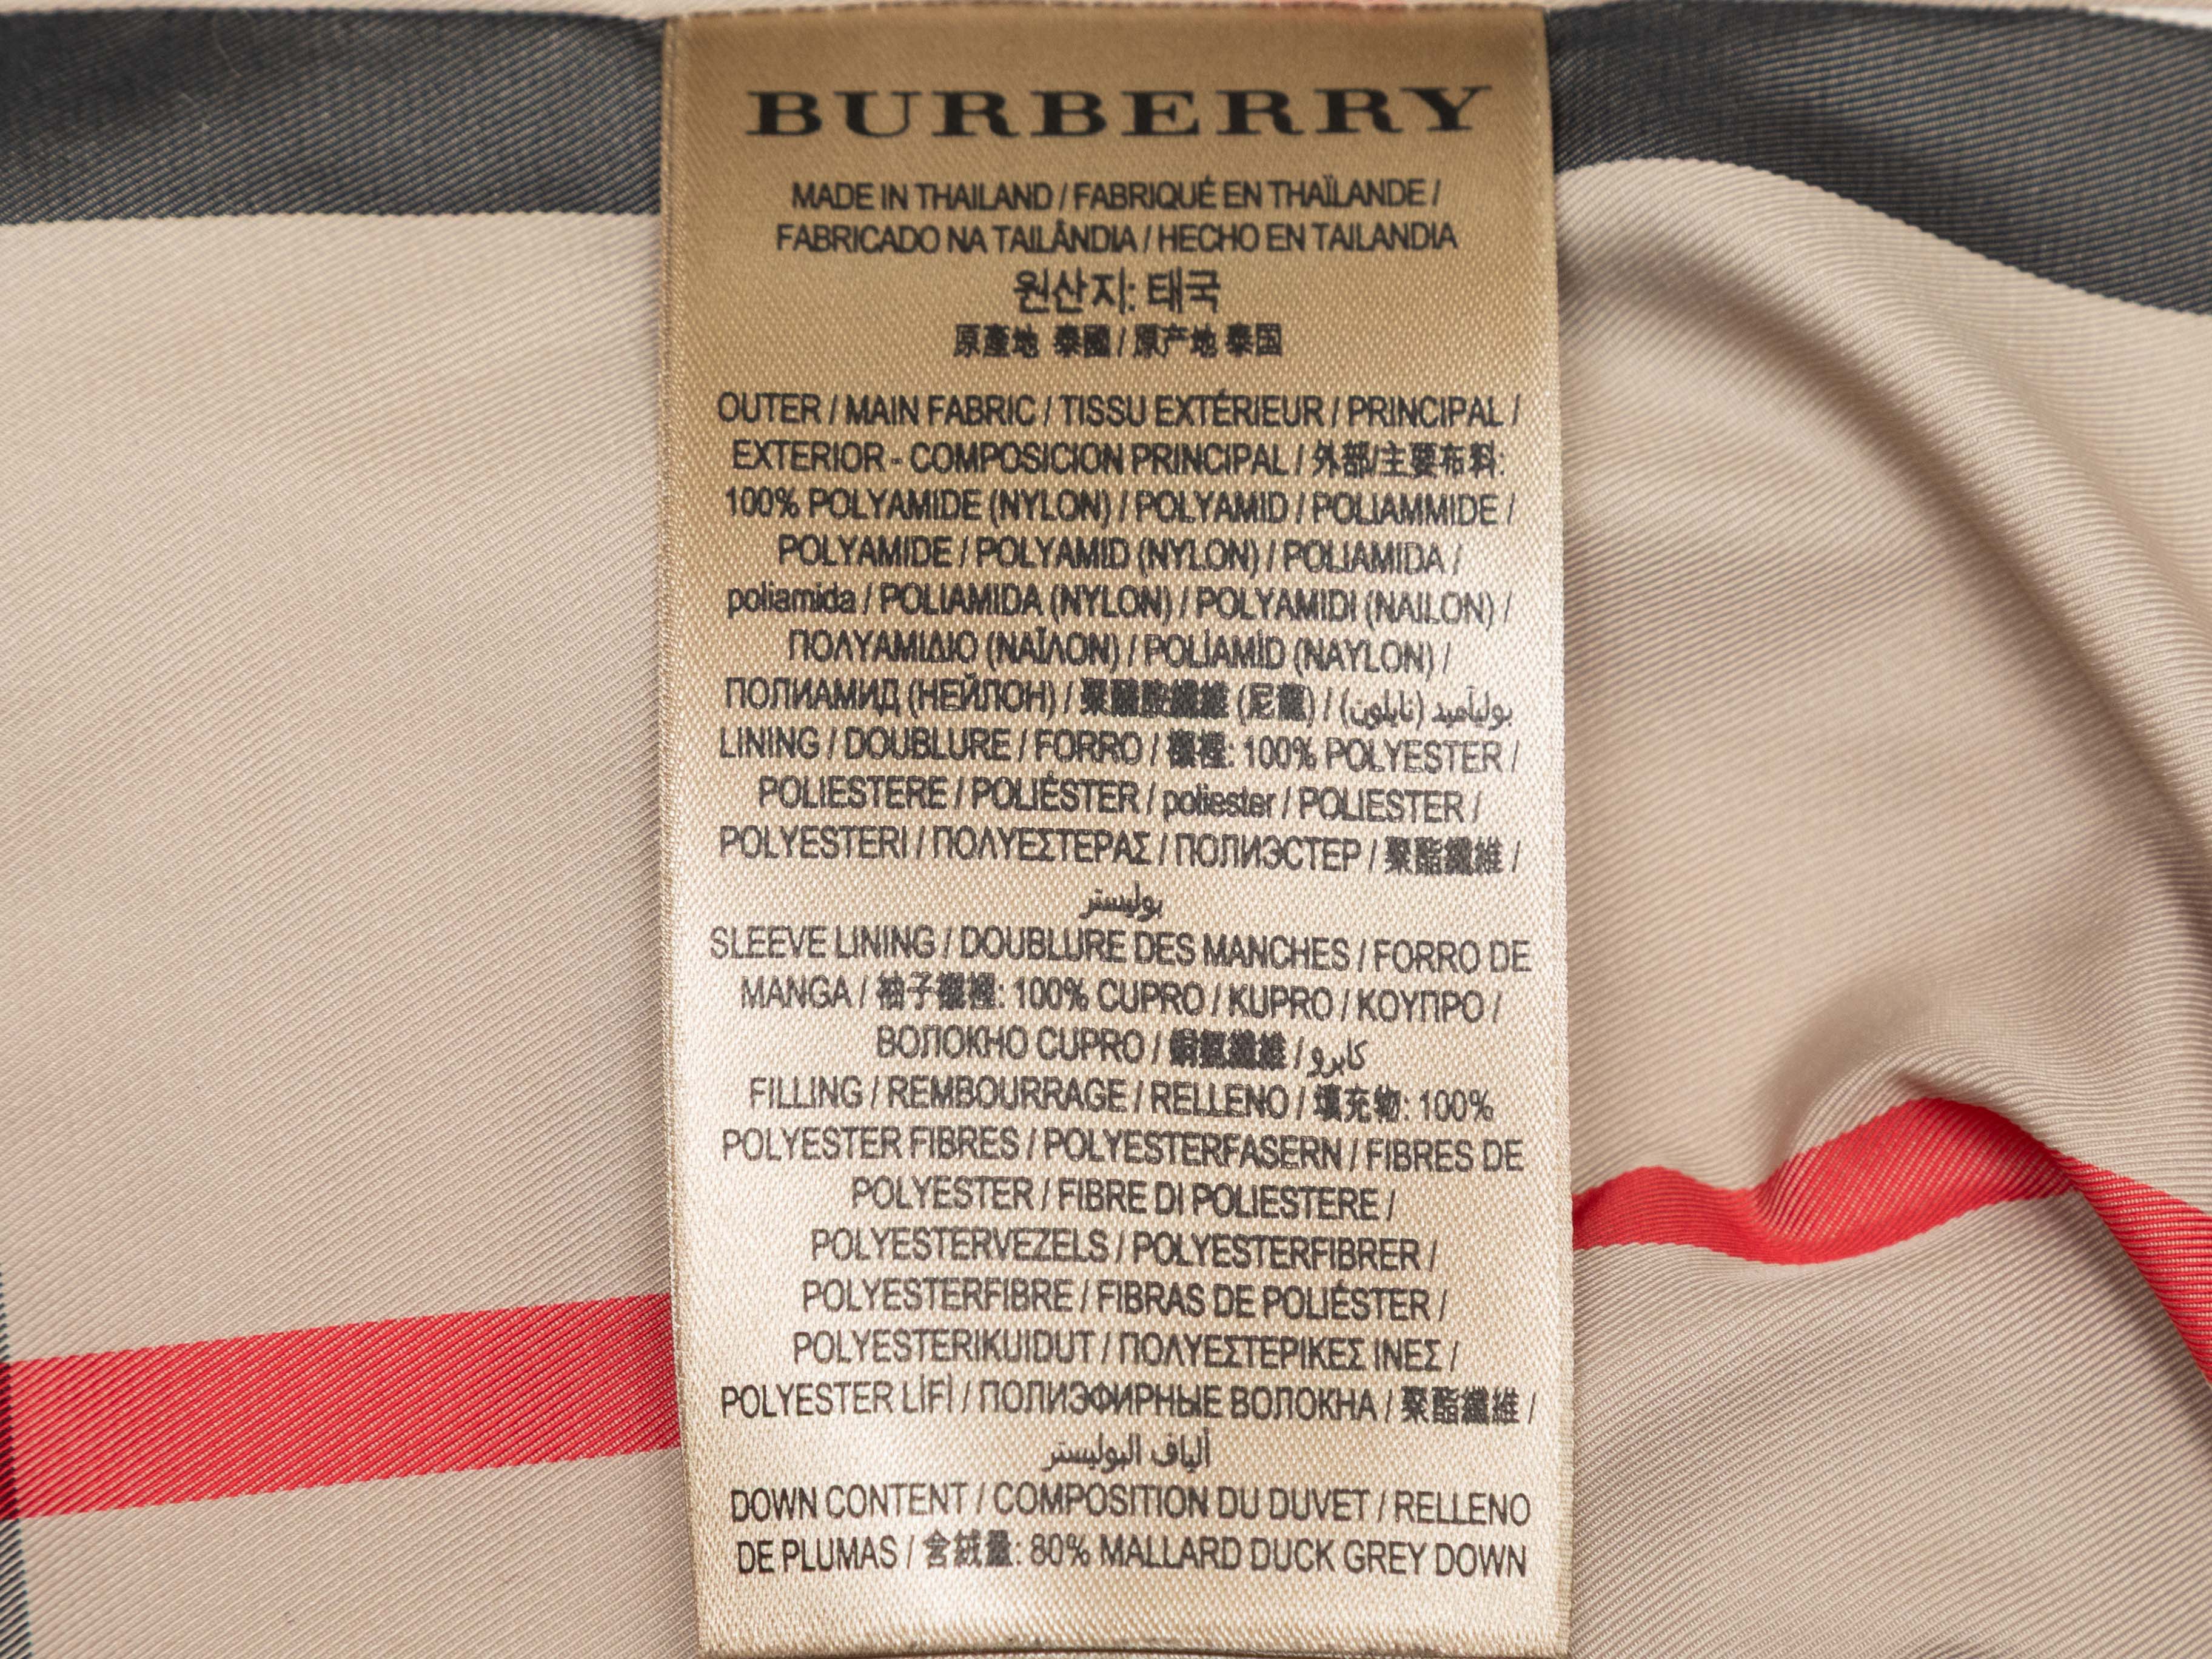 BURBERRY
MADE IN THAILAND / FABRIQUÉ EN THAÏLANDE /
FABRICADO NA TAILÂNDIA / HECHO EN TAILANDIA
원산지: 태국
原產地 泰國 / 原产地 泰国
OUTER / MAIN FABRIC / TISSU EXTÉRIEUR / PRINCIPAL /
EXTERIOR - COMPOSICION PRINCIPAL / 外部/主要布料:
100% POLYAMIDE (NYLON) / POLYAMID / POLIAMMIDE /
POLYAMIDE / POLYAMID (NYLON) / POLIAMIDA /
poliamida / POLIAMIDA (NYLON) / POLYAMIDI (NAILON) /
ΠΟΛΥΑΜΙΔΙΟ (ΝΑΪΛΟΝ) / POLİAMİD (NAYLON) /
ПОЛИАМИД (НЕЙЛОН) / 聚醯胺纖維 (尼龍) / بوليآميد (نايلون)
LINING / DOUBLURE / FORRO / 襯裡: 100% POLYESTER /
POLIESTERE / POLIÉSTER / poliester / POLIESTER /
POLYESTERI / ΠΟΛΥΕΣΤΕΡΑΣ / ПОЛИЭСТЕР / 聚酯纖維 /
بوليستر
SLEEVE LINING / DOUBLURE DES MANCHES / FORRO DE
MANGA / 袖子襯裡: 100% CUPRO / KUPRO / ΚΟΥΠΡΟ /
ВОЛОКНО CUPRO / 銅氨纖維 / كابرو
FILLING / REMBOURRAGE / RELLENO / 填充物: 100%
POLYESTER FIBRES / POLYESTERFASERN / FIBRES DE
POLYESTER / FIBRE DI POLIESTERE /
POLYESTERVEZELS / POLYESTERFIBRER /
POLYESTERFIBRE / FIBRAS DE POLIÉSTER /
POLYESTERIKUIDUT / ΠΟΛΥΕΣΤΕΡΙΚΕΣ ΙΝΕΣ /
POLYESTER LİFİ / ПОЛИЭФИРНЫЕ ВОЛОКНА / 聚酯纖維 /
ألياف البوليستر
DOWN CONTENT / COMPOSITION DU DUVET / RELLENO
DE PLUMAS / 含絨量: 80% MALLARD DUCK GREY DOWN